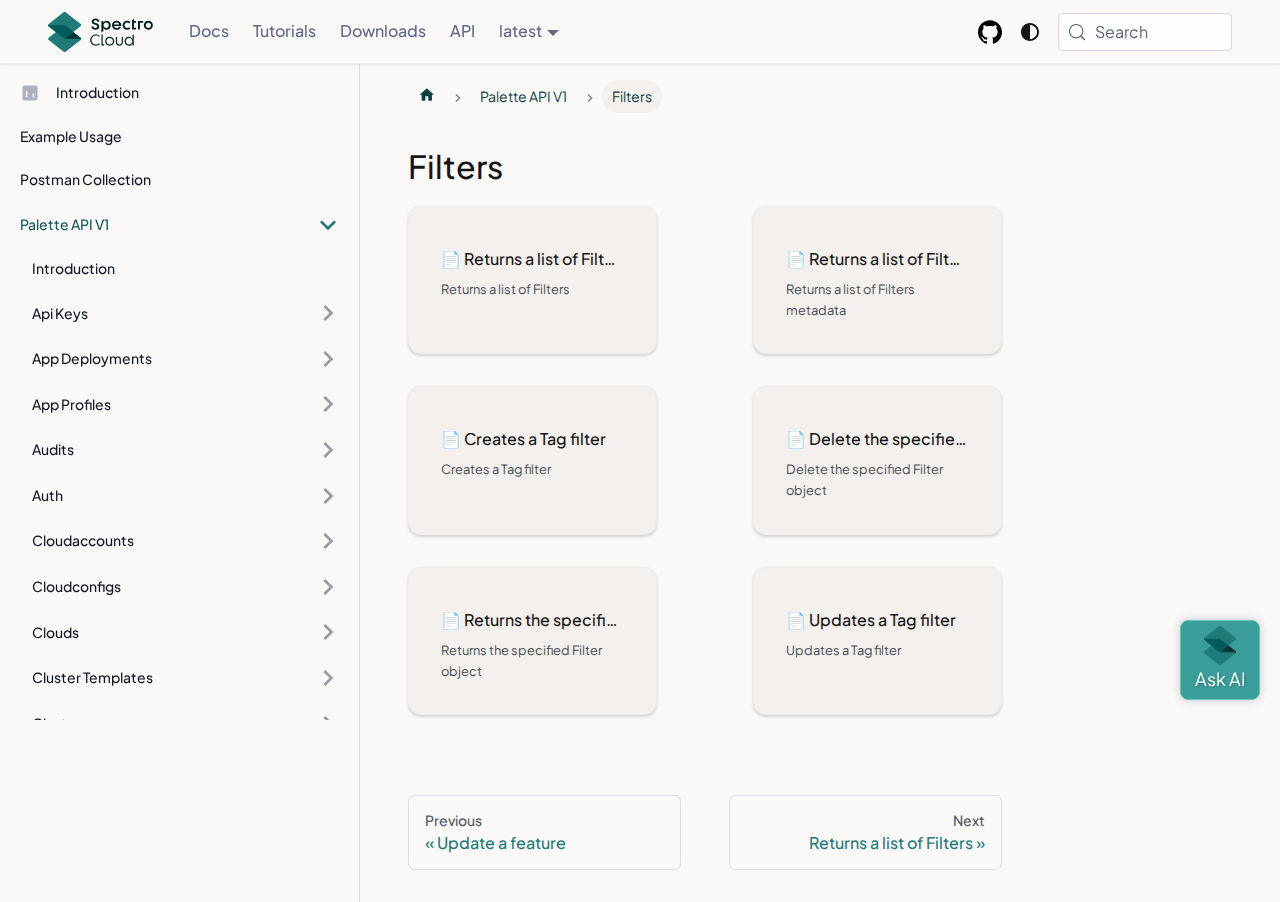 Spectro
Cloud
Docs
Tutorials
Downloads
API
latest
Search
Introduction
Example Usage
Postman Collection
Palette API V1
Introduction
Api Keys
App Deployments
App Profiles
Audits
Auth
Cloudaccounts
Cloudconfigs
Clouds
Cluster Templates
Palette API V1
Filters
Filters
Returns a list of Filt...
Returns a list of Filters
Returns a list of Filt...
Returns a list of Filters
metadata
Creates a Tag filter
Creates a Tag filter
Delete the specifie...
Delete the specified Filter
object
Returns the specifi...
Returns the specified Filter
object
Updates a Tag filter
Updates a Tag filter
Ask AI
Previous
« Update a feature
Next
Returns a list of Filters »